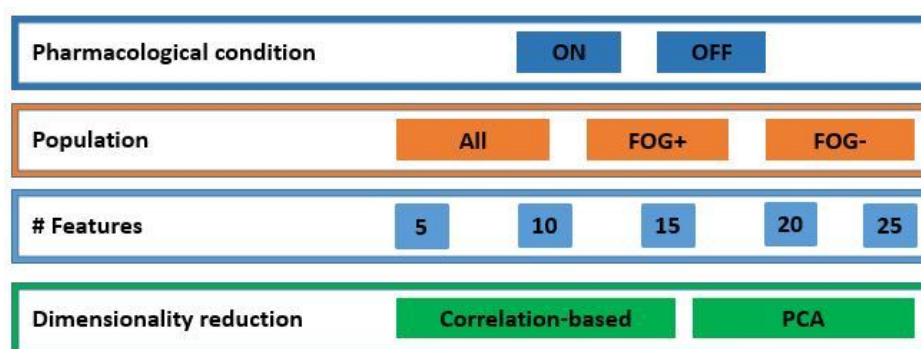 Pharmacological condition ON OFF
Population All FOG+ FOG-
# Features 5 10 15 20 25
Dimensionality reduction Correlation-based PCA